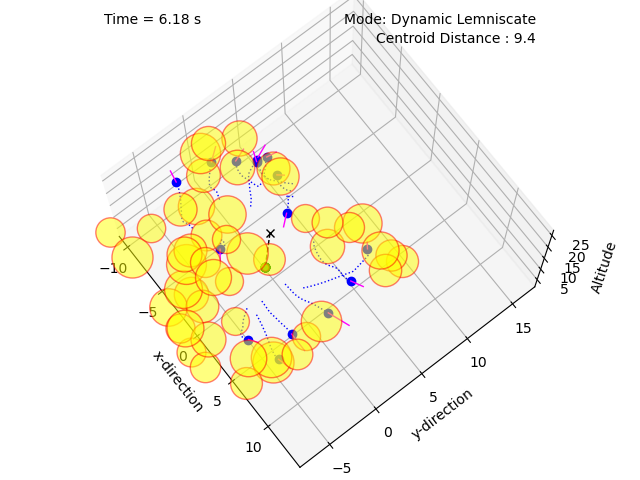 Time = 6.18 s
Mode: Dynamic Lemniscate
Centroid Distance : 9.4
25
20
15
10
5
Altitude
−10
−5
0
5
10
x-direction
−5
0
5
10
15
y-direction